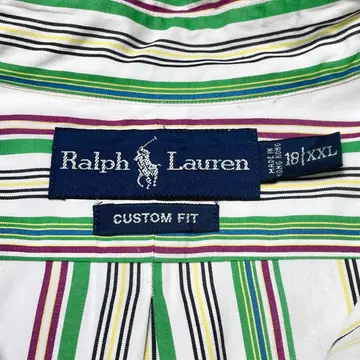 Ralph Lauren
MADE IN
HONG KONG
18|XXL
CUSTOM FIT